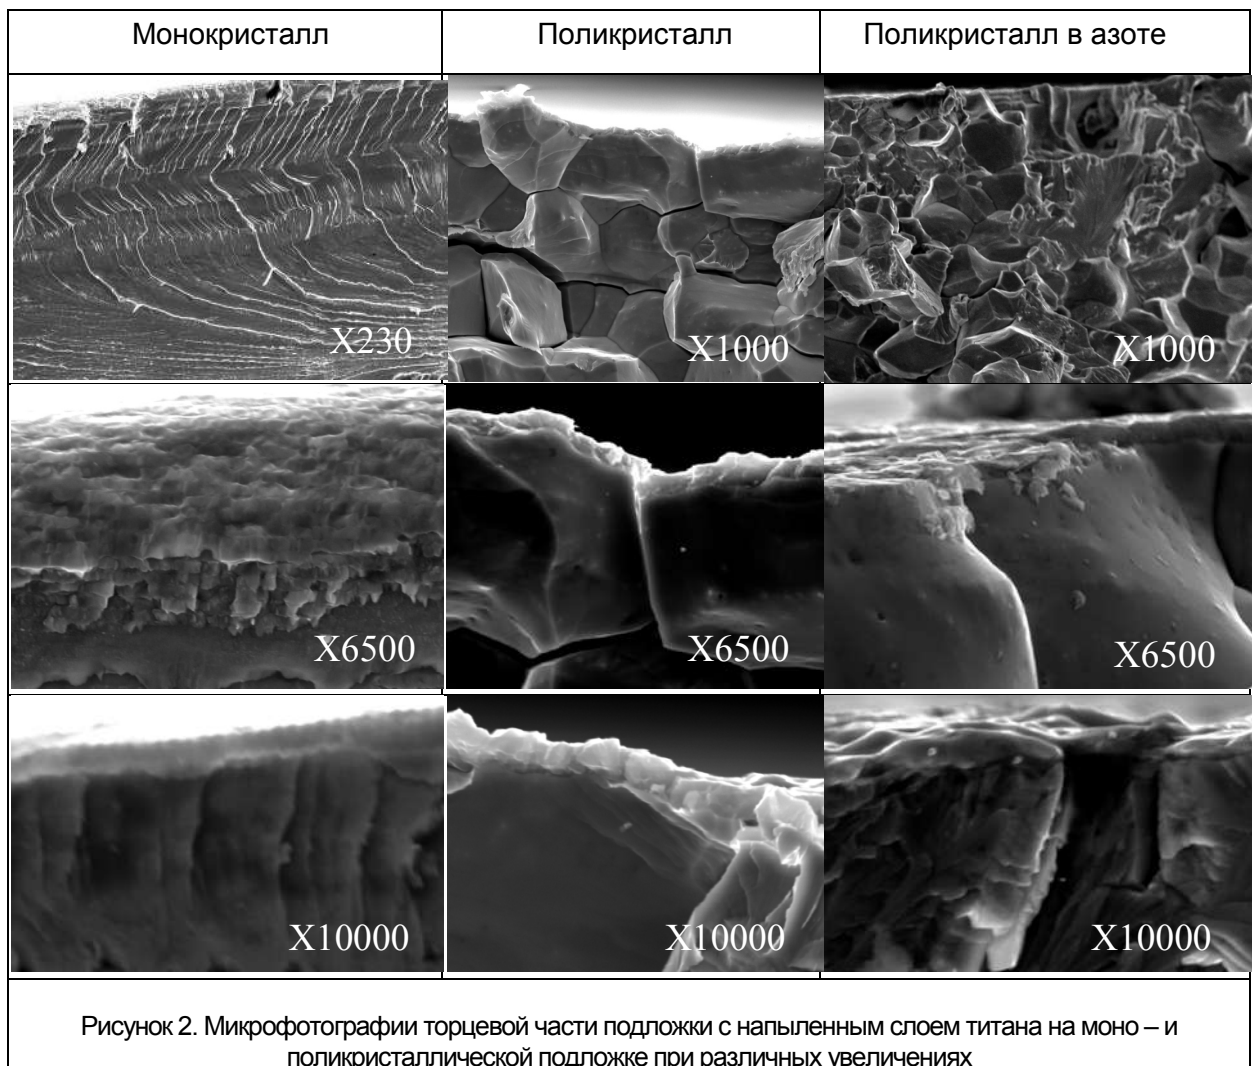 Монокристалл
Поликристалл
Поликристалл в азоте
X230
X1000
X1000
X6500
X6500
X6500
X10000
X10000
X10000
Рисунок 2. Микрофотографии торцевой части подложки с напыленным слоем титана на моно – и
поликристаллической подложке при различных увеличениях